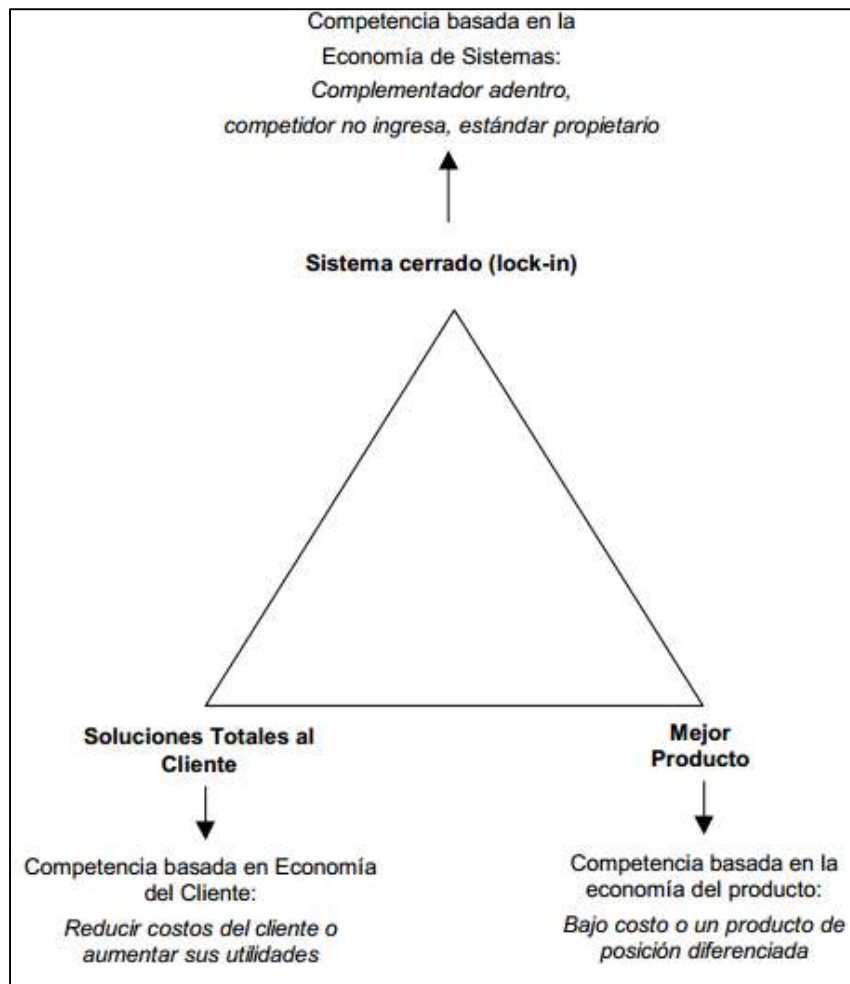 Competencia basada en la
Economía de Sistemas:
Complementador adentro,
competidor no ingresa, estándar propietario
Sistema cerrado (lock-in)
Soluciones Totales al
Cliente
Mejor
Producto
Competencia basada en Economía
del Cliente:
Reducir costos del cliente o
aumentar sus utilidades
Competencia basada en la
economía del producto:
Bajo costo o un producto de
posición diferenciada